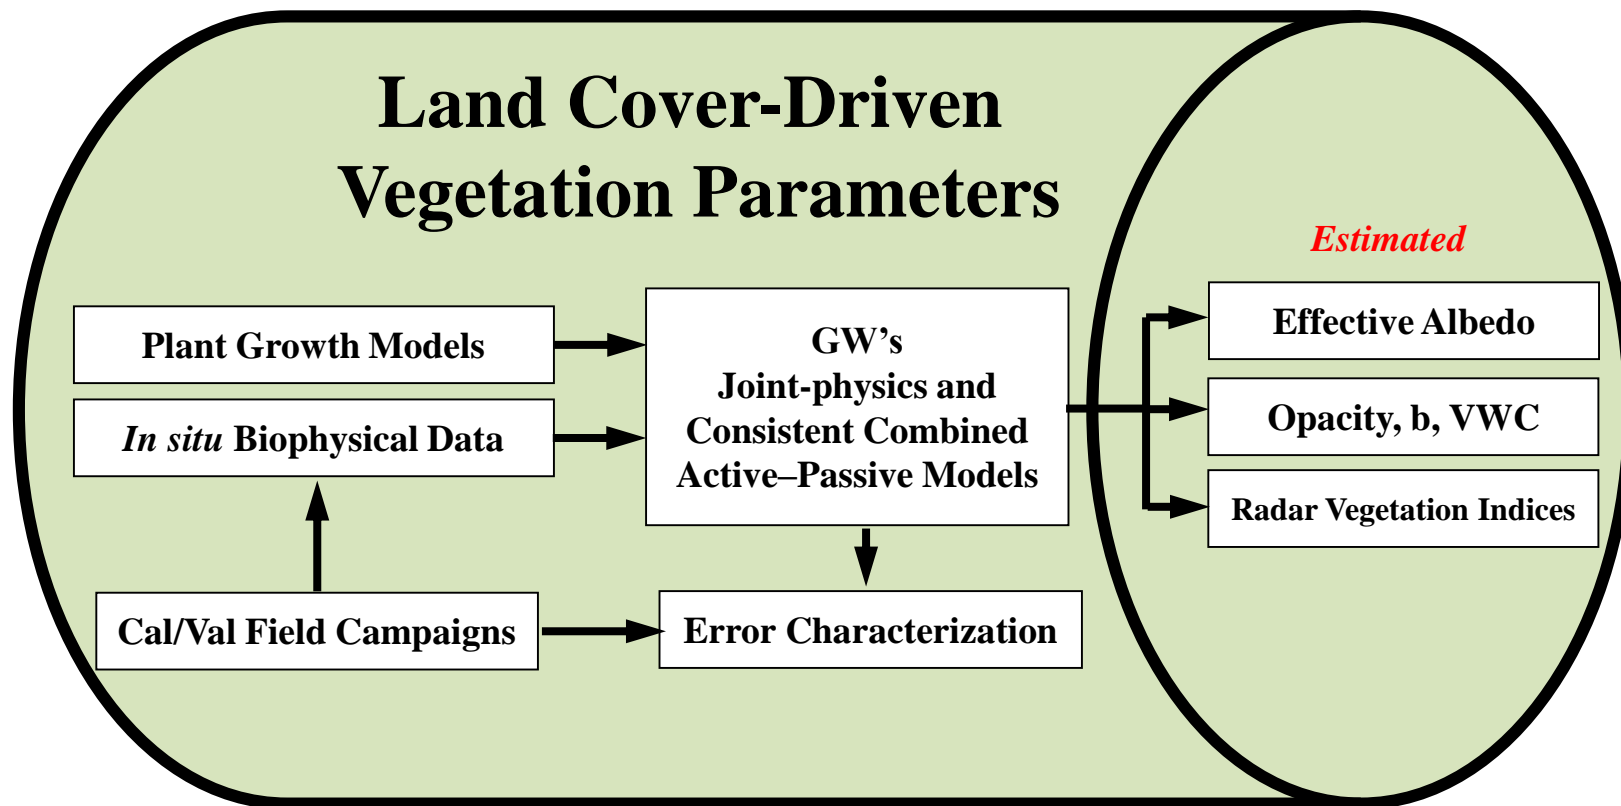 Land Cover-Driven
Vegetation Parameters
Estimated
Plant Growth Models
In situ Biophysical Data
Cal/Val Field Campaigns
GW’s
Joint-physics and
Consistent Combined
Active–Passive Models
Error Characterization
Effective Albedo
Opacity, b, VWC
Radar Vegetation Indices